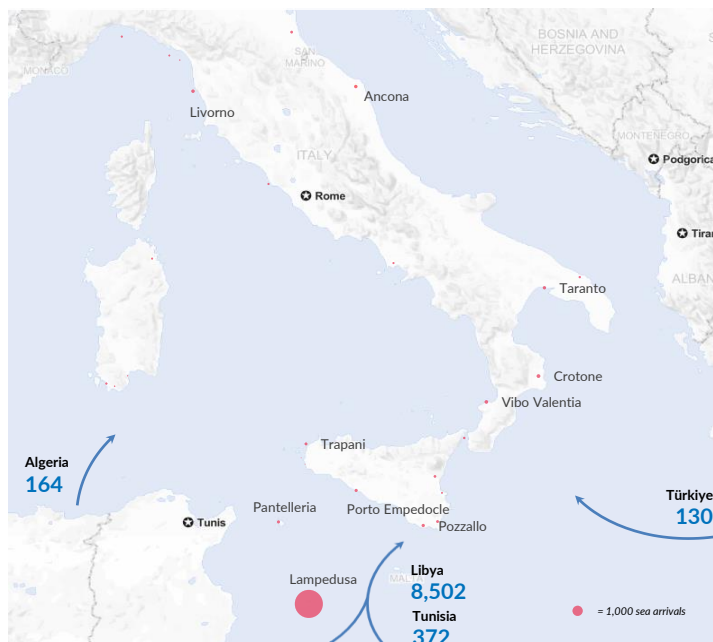 BOSNIA AND
HERZEGOVINA
SAN
MARINO
MONACO
Ancona
Livorno
MONTENEGRO
ITALY
Podgorica
Rome
Tiran
ALBAN
Taranto
Crotone
Vibo Valentia
Trapani
Algeria
164
Türkiye
130
Pantelleria
Porto Empedocle
Tunis
Pozzallo
Libya
8,502
Lampedusa
MALTA
= 1,000 sea arrivals
Tunisia
372